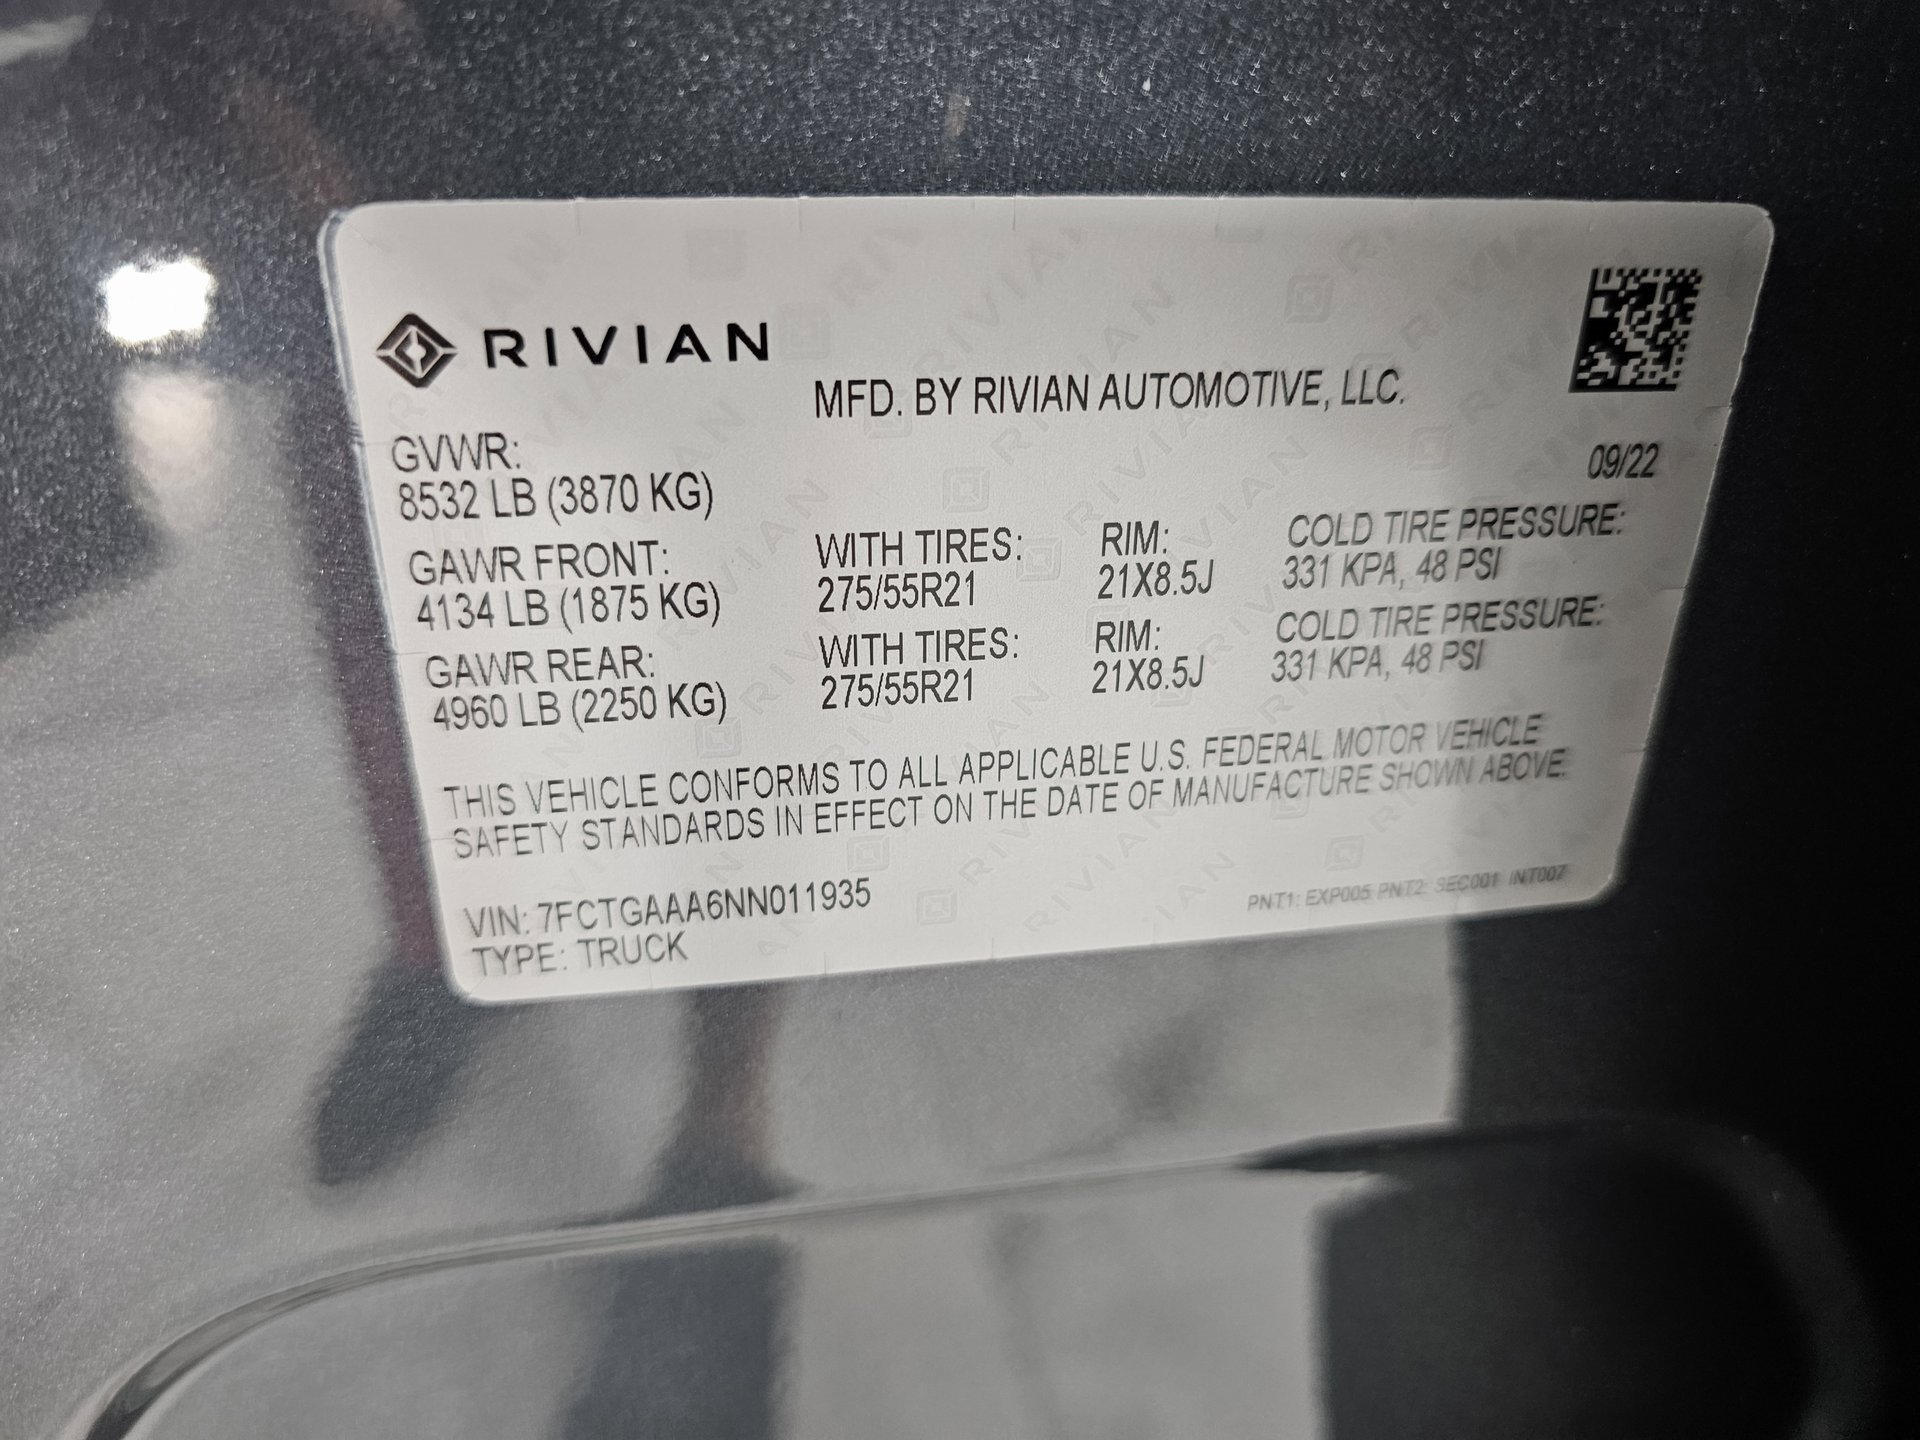 RIVIAN
MFD. BY RIVIAN AUTOMOTIVE, LLC.
09/22
GVWR:
8532 LB (3870 KG)
GAWR FRONT: WITH TIRES: RIM: COLD TIRE PRESSURE:
4134 LB (1875 KG) 275/55R21 21X8.5J 331 KPA, 48 PSI
GAWR REAR: WITH TIRES: RIM: COLD TIRE PRESSURE:
4960 LB (2250 KG) 275/55R21 21X8.5J 331 KPA, 48 PSI
THIS VEHICLE CONFORMS TO ALL APPLICABLE U.S. FEDERAL MOTOR VEHICLE
SAFETY STANDARDS IN EFFECT ON THE DATE OF MANUFACTURE SHOWN ABOVE.
VIN: 7FCTGAAA6NN011935
TYPE: TRUCK
PNT1: EXP005 PNT2: SEC001 INT007